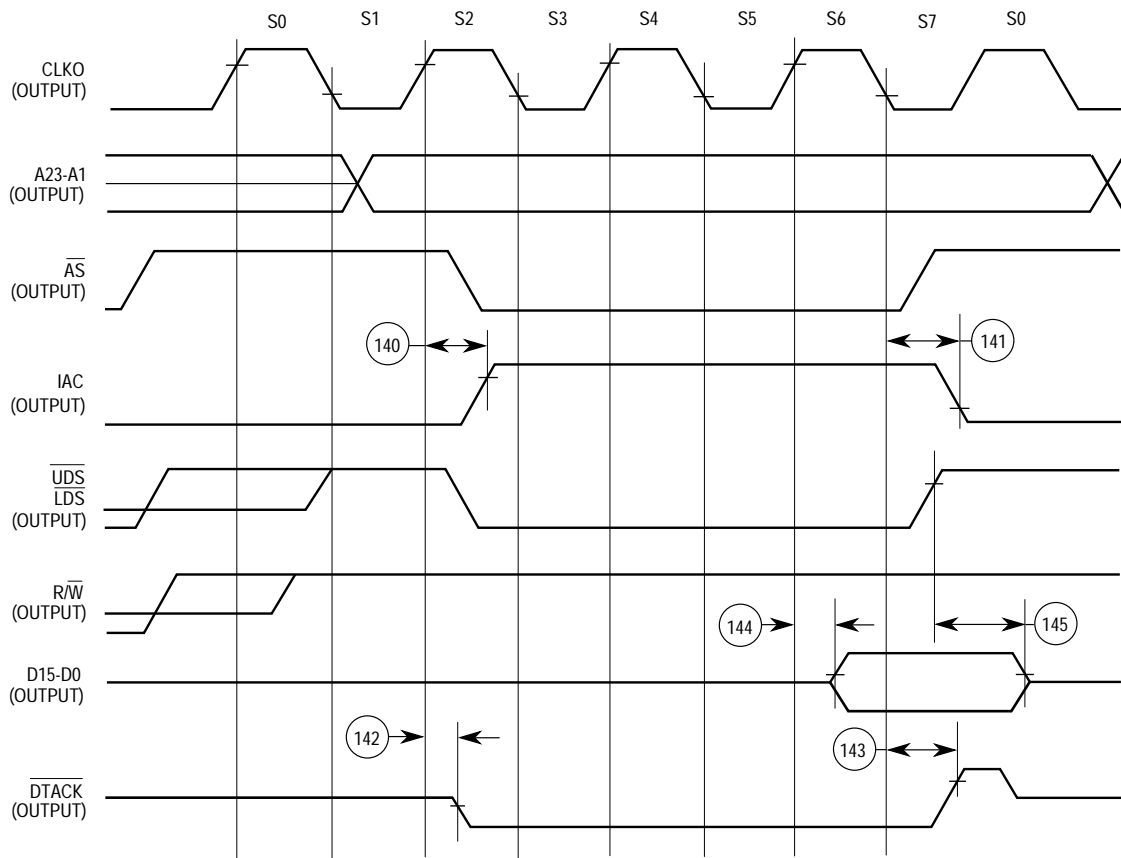 S0 S1 S2 S3 S4 S5 S6 S7 S0
CLKO
(OUTPUT)
A23-A1
(OUTPUT)
AS
(OUTPUT)
140
141
IAC
(OUTPUT)
UDS
LDS
(OUTPUT)
R/W
(OUTPUT)
144
145
D15-D0
(OUTPUT)
142
143
DTACK
(OUTPUT)